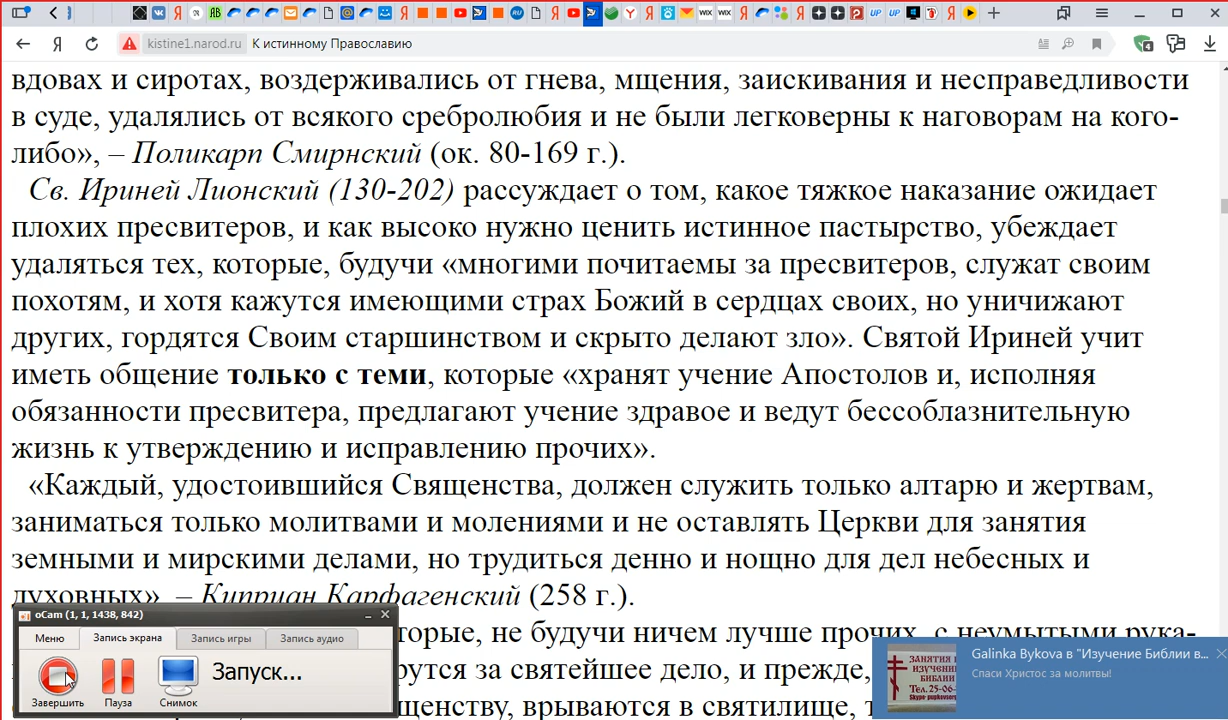 kistine1.narod.ru К истинному Православию
вдовах и сиротах, воздерживались от гнева, мщения, заискивания и несправедливости
в суде, удалялись от всякого сребролюбия и не были легковерны к наговорам на кого-
либо», – Поликарп Смирнский (ок. 80-169 г.).
Св. Ириней Лионский (130-202) рассуждает о том, какое тяжкое наказание ожидает
плохих пресвитеров, и как высоко нужно ценить истинное пастырство, убеждает
удаляться тех, которые, будучи «многими почитаемы за пресвитеров, служат своим
похотям, и хотя кажутся имеющими страх Божий в сердцах своих, но уничижают
других, гордятся Своим старшинством и скрыто делают зло». Святой Ириней учит
иметь общение только с теми, которые «хранят учение Апостолов и, исполняя
обязанности пресвитера, предлагают учение здравое и ведут бессоблазнительную
жизнь к утверждению и исправлению прочих».
«Каждый, удостоившийся Священства, должен служить только алтарю и жертвам,
заниматься только молитвами и молениями и не оставлять Церкви для занятия
земными и мирскими делами, но трудиться денно и нощно для дел небесных и
духовных» – Киприан Карфагенский (258 г.).
торые, не будучи ничем лучше прочих, с неумытыми рука-
рутся за святейшее дело, и прежде,
щенству, врываются в святилище,
oCam (1, 1, 1438, 842)
Меню Запись экрана Запись игры Запись аудио
Запуск...
Завершить Пауза Снимок
Galinka Bykova в "Изучение Библии в...
Спаси Христос за молитвы!
ЗАНЯТИЯ
ИЗУЧЕНИ
БИБЛИИ
Тел. 25-06-